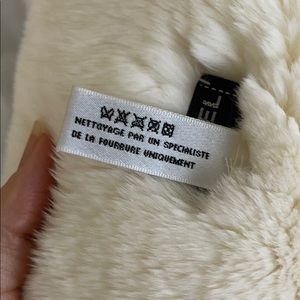 NETTOYAGE PAR UN SPECIALISTE
DE LA FOURRURE UNIQUEMENT